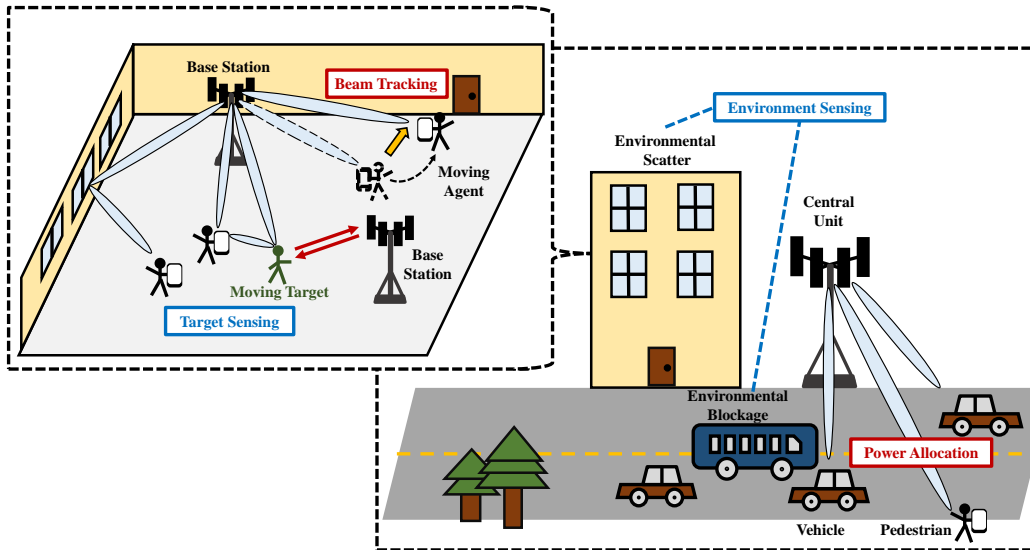 Base Station
Beam Tracking
Moving
Agent
Base
Station
Moving Target
Target Sensing
Environment Sensing
Environmental
Scatter
Central
Unit
Environmental
Blockage
Power Allocation
Vehicle
Pedestrian